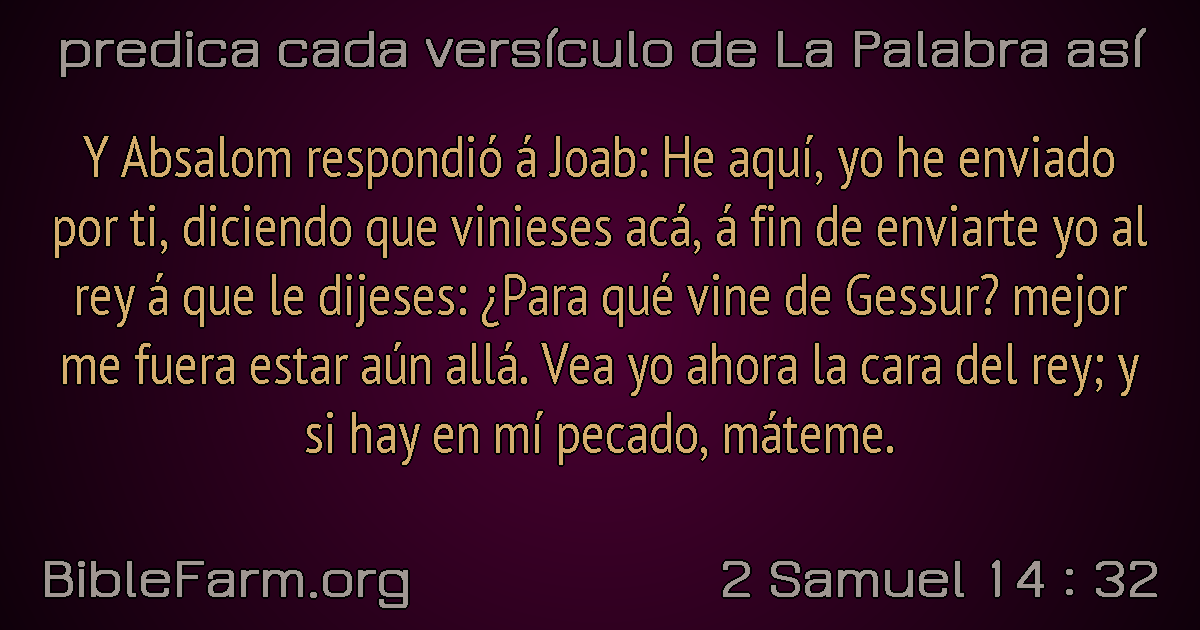 predica cada versículo de La Palabra así
Y Absalom respondió á Joab: He aquí, yo he enviado
por ti, diciendo que vinieses acá, á fin de enviarte yo al
rey á que le dijeses: ¿Para qué vine de Gessur? mejor
me fuera estar aún allá. Vea yo ahora la cara del rey; y
si hay en mí pecado, máteme.
BibleFarm.org
2 Samuel 14 : 32